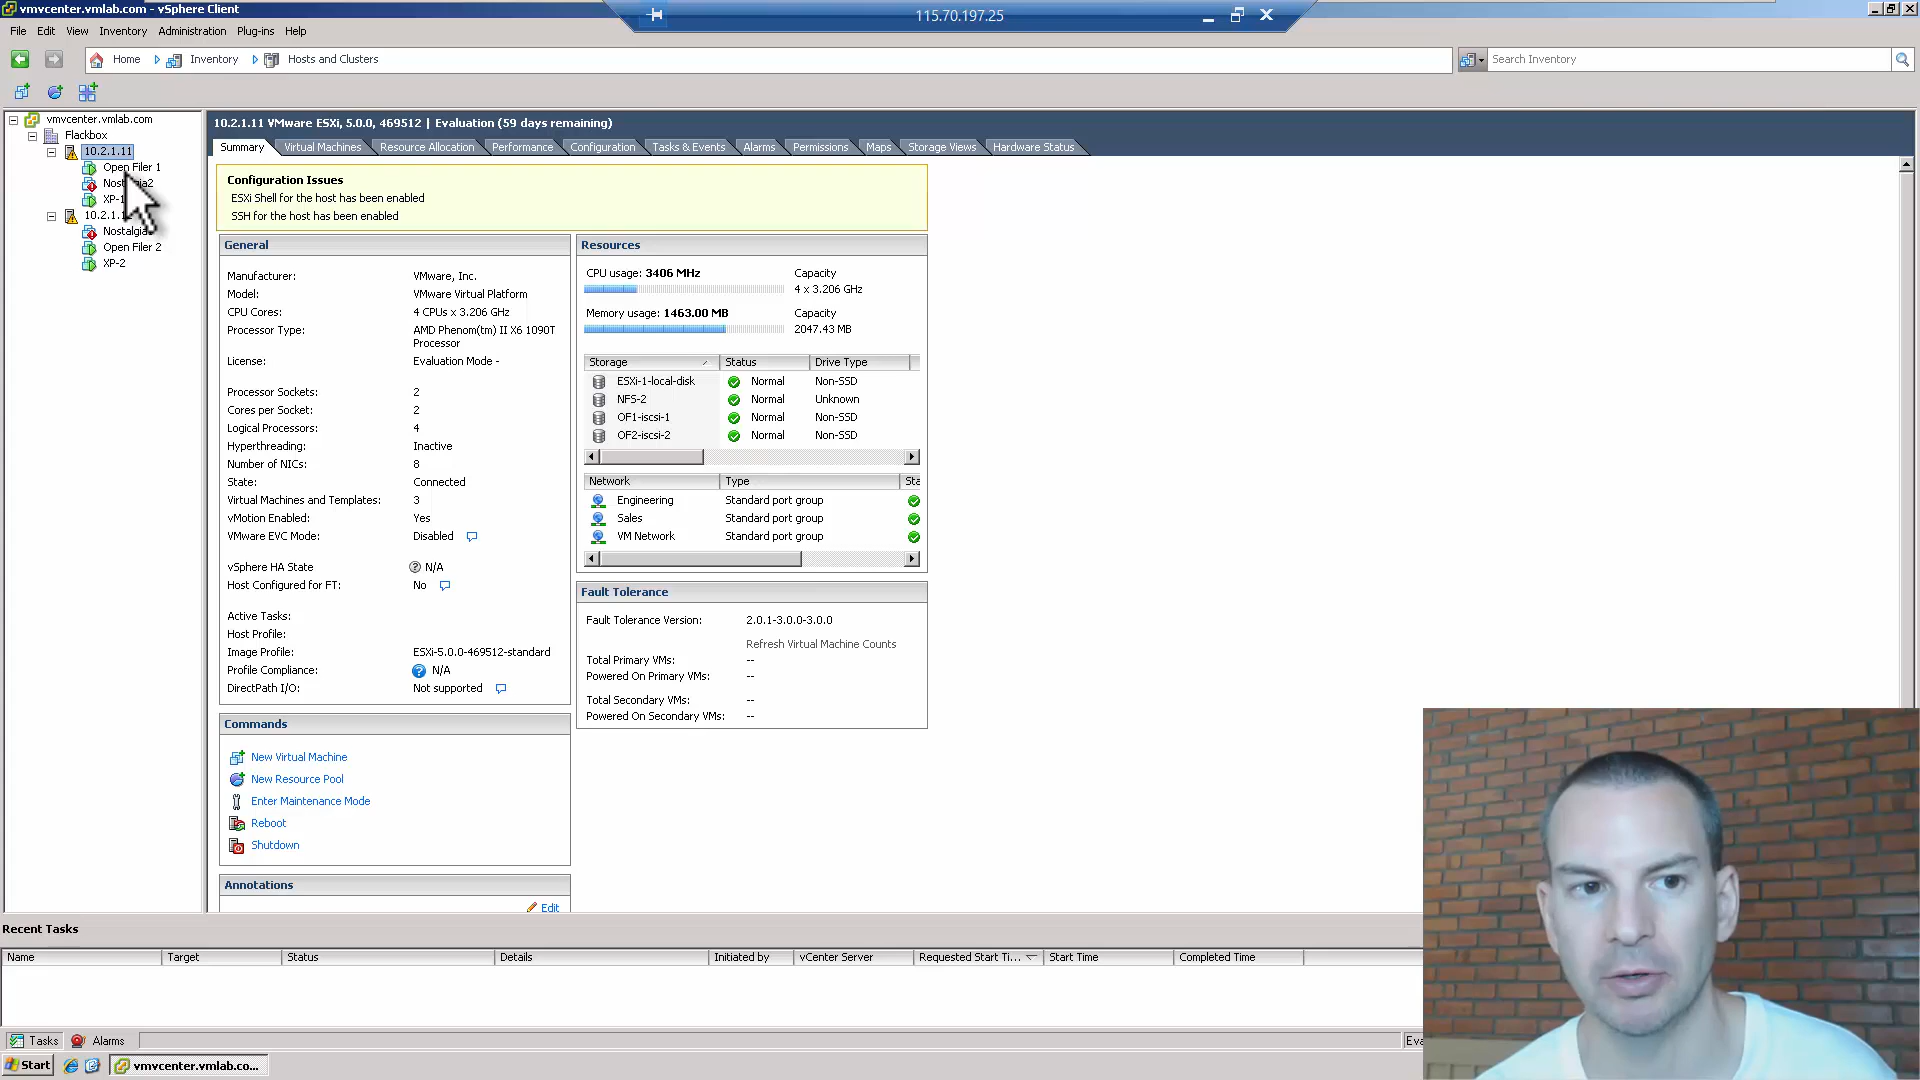 vmvcenter.vmlab.com - vSphere Client
115.70.197.25
File Edit View Inventory Administration Plug-ins Help
Home Inventory Hosts and Clusters
Search Inventory
vmvcenter.vmlab.com
Flackbox
10.2.1.11
Open Filer 1
XP-1
10.2.1.1
Open Filer 2
XP-2
10.2.1.11 VMware ESXi, 5.0.0, 469512 | Evaluation (59 days remaining)
Summary Virtual Machines Resource Allocation Performance Configuration Tasks & Events Alarms Permissions Maps Storage Views Hardware Status
Configuration Issues
ESXi Shell for the host has been enabled
SSH for the host has been enabled
General
Manufacturer: VMware, Inc.
Model: VMware Virtual Platform
CPU Cores: 4 CPUs x 3.206 GHz
Processor Type: AMD Phenom(tm) II X6 1090T
Processor
License: Evaluation Mode -
Processor Sockets: 2
Cores per Socket: 2
Logical Processors: 4
Hyperthreading: Inactive
Number of NICs: 8
State: Connected
Virtual Machines and Templates: 3
vMotion Enabled: Yes
VMware EVC Mode: Disabled
vSphere HA State N/A
Host Configured for FT: No
Active Tasks:
Host Profile:
Image Profile: ESXi-5.0.0-469512-standard
Profile Compliance: N/A
DirectPath I/O: Not supported
Commands
New Virtual Machine
New Resource Pool
Enter Maintenance Mode
Reboot
Shutdown
Annotations
Edit
Resources
CPU usage: 3406 MHz Capacity
4 x 3.206 GHz
Memory usage: 1463.00 MB Capacity
2047.43 MB
Storage Status Drive Type
ESXi-1-local-disk Normal Non-SSD
NFS-2 Normal Unknown
OF1-iscsi-1 Normal Non-SSD
OF2-iscsi-2 Normal Non-SSD
Network Type Sta
Engineering Standard port group
Sales Standard port group
VM Network Standard port group
Fault Tolerance
Fault Tolerance Version: 2.0.1-3.0.0-3.0.0
Refresh Virtual Machine Counts
Total Primary VMs: --
Powered On Primary VMs: --
Total Secondary VMs: --
Powered On Secondary VMs: --
Recent Tasks
Name Target Status Details Initiated by vCenter Server Requested Start Ti... Start Time Completed Time
Tasks Alarms
Eva
Start vmvcenter.vmlab.co...